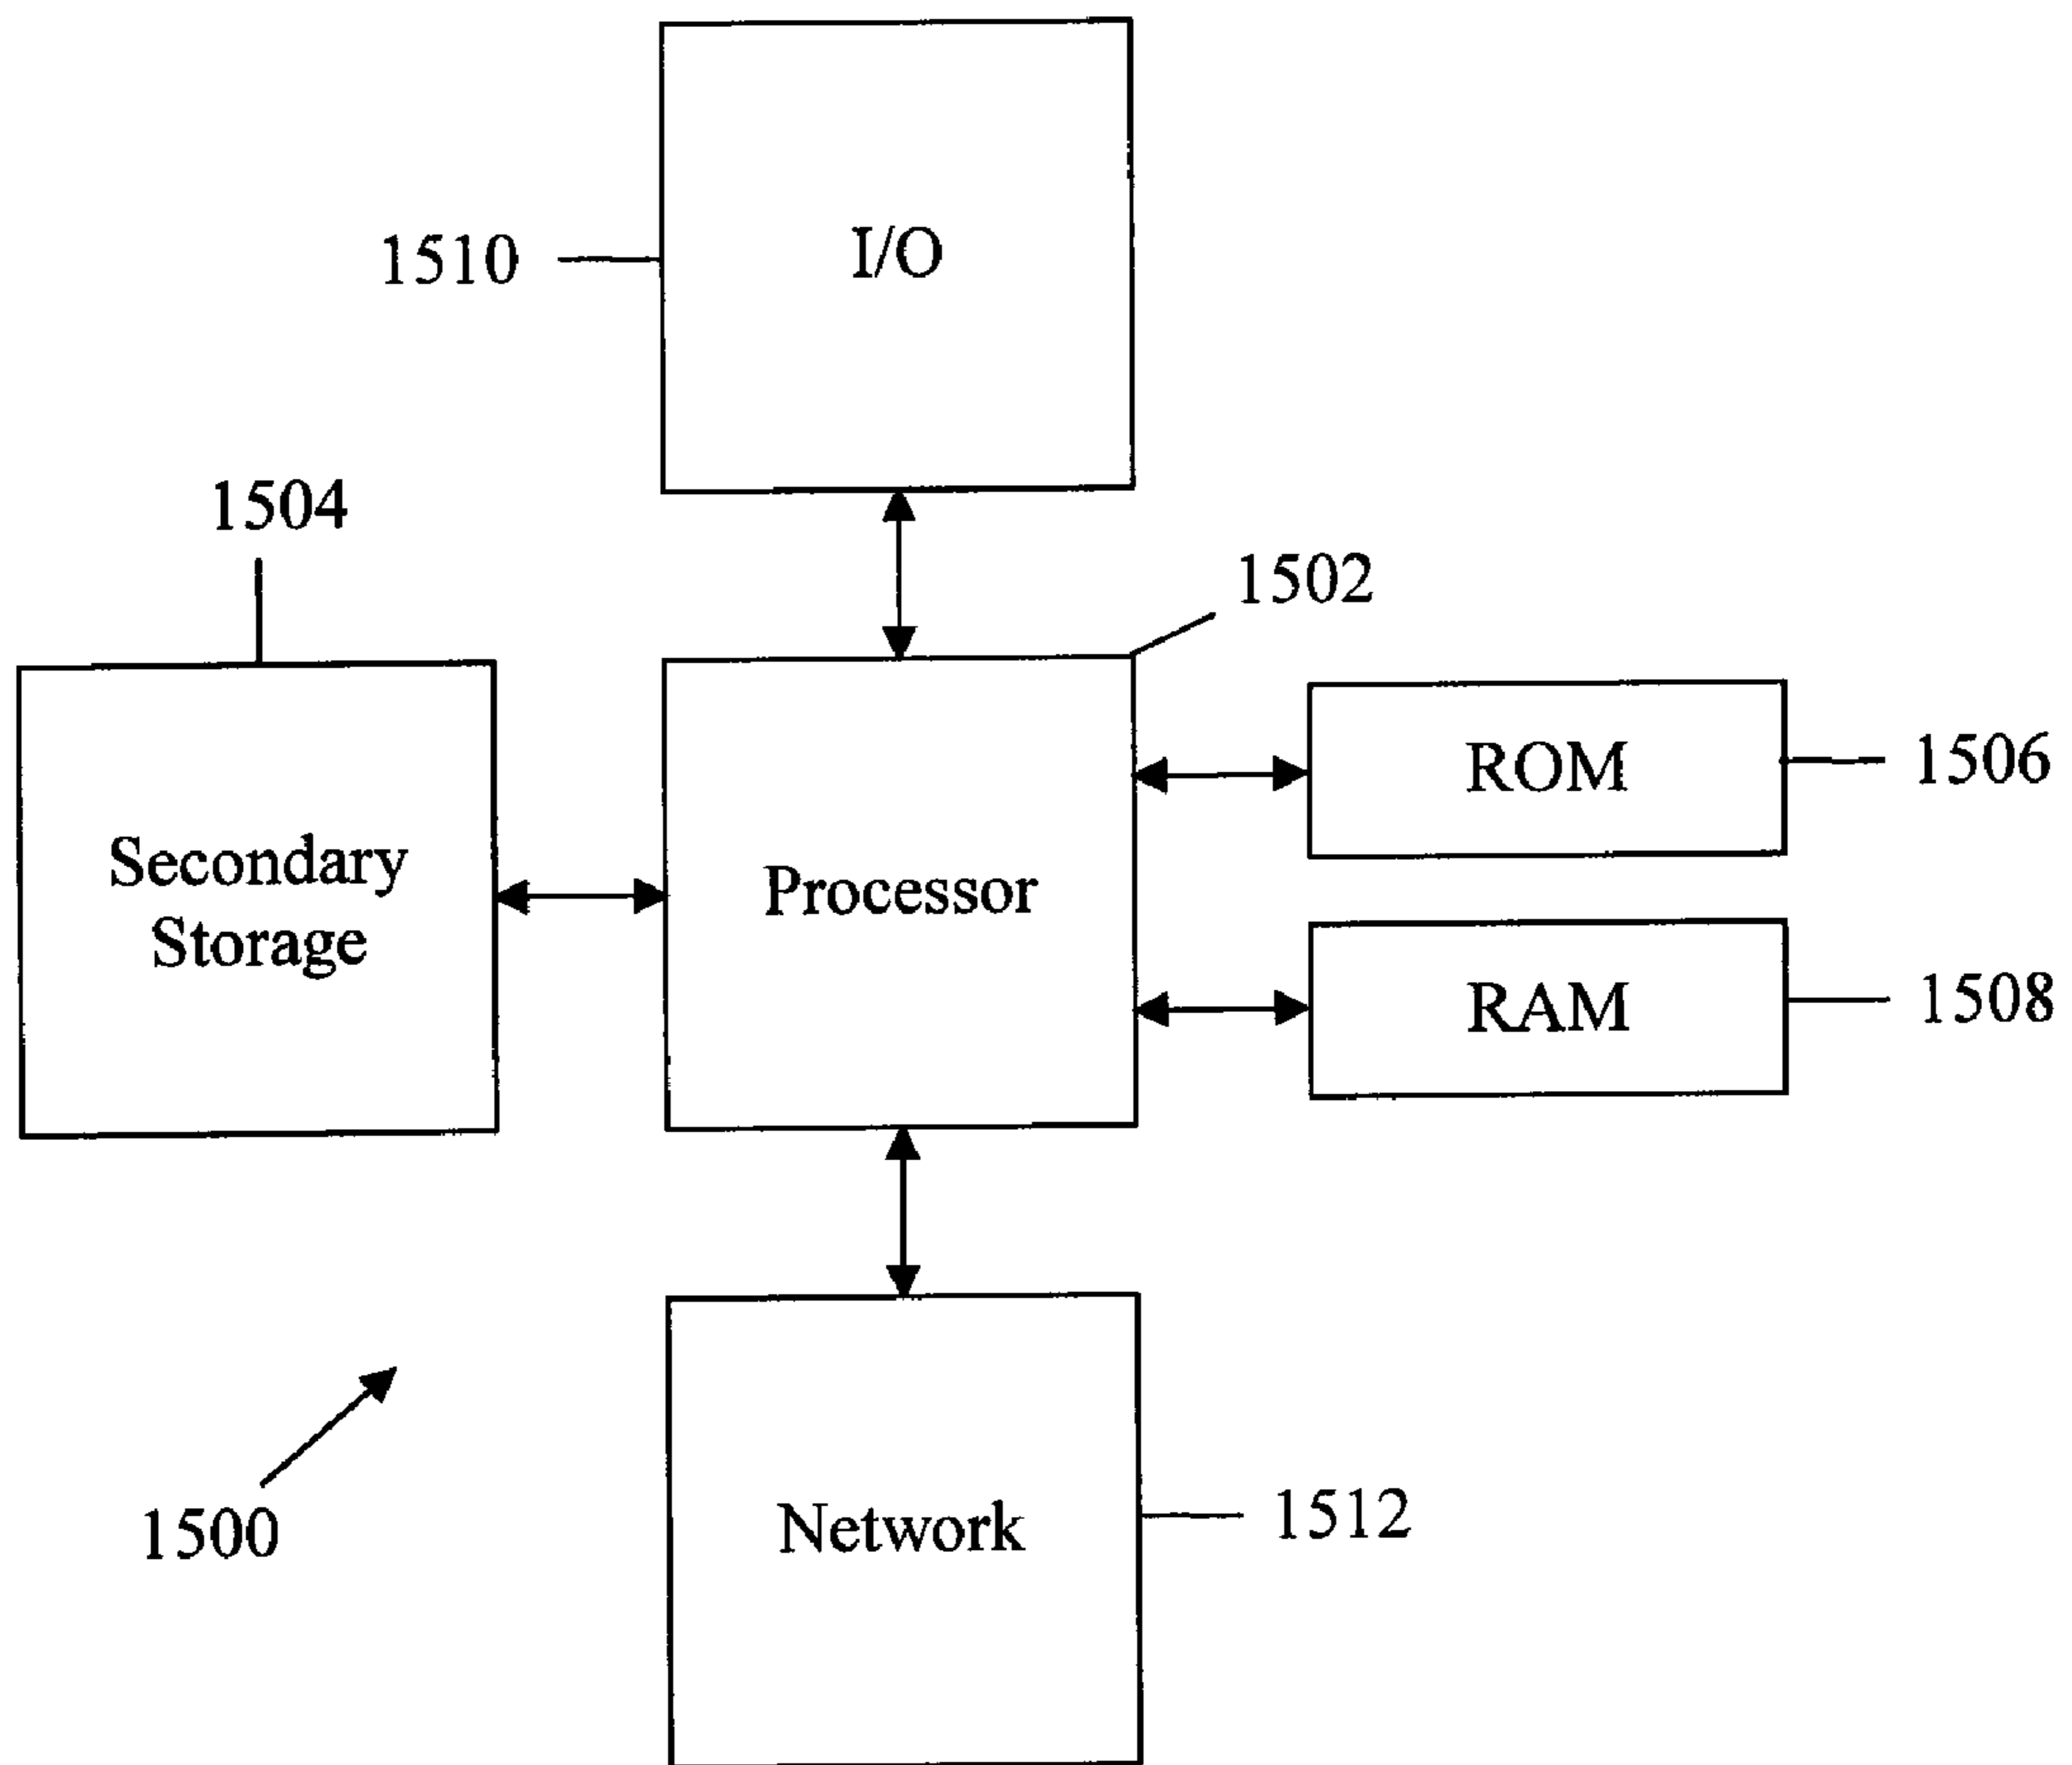 I/O
1510
1504
1502
ROM
1506
Secondary
Storage
Processor
RAM
1508
1500
Network
1512